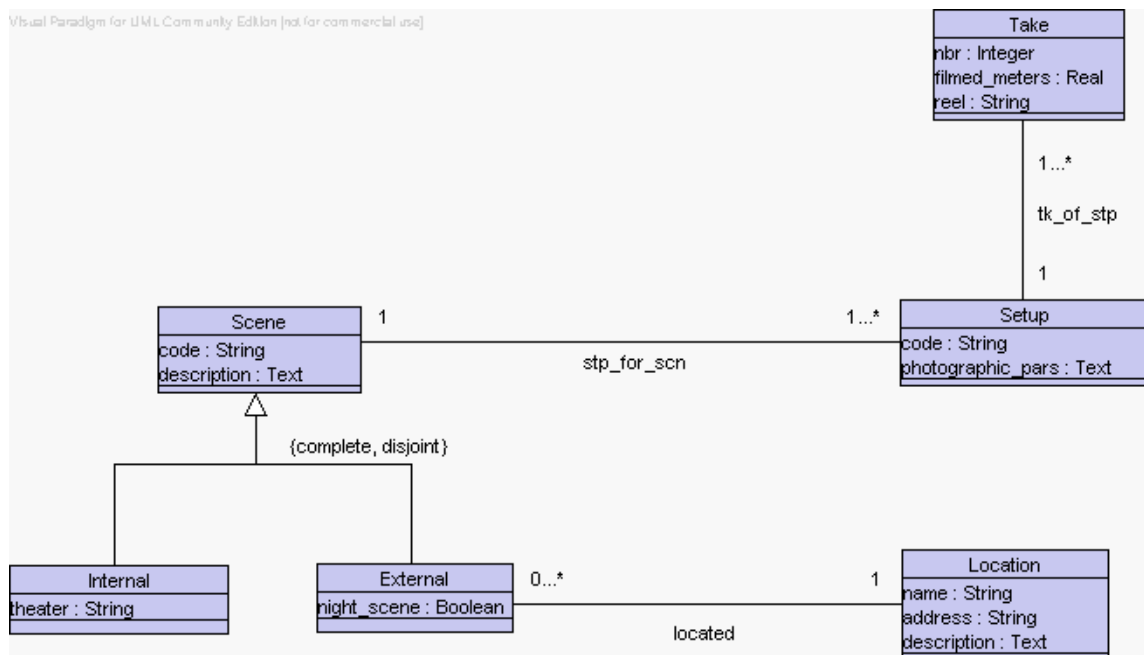 Visual Paradigm for UML Community Edition [not for commercial use]
Take
nbr : Integer
filmed_meters : Real
reel : String
1...*
tk_of_stp
1
Scene
code : String
description : Text
1
1...*
stp_for_scn
Setup
code : String
photographic_pars : Text
{complete, disjoint}
Internal
theater : String
External
night_scene : Boolean
0...*
1
located
Location
name : String
address : String
description : Text